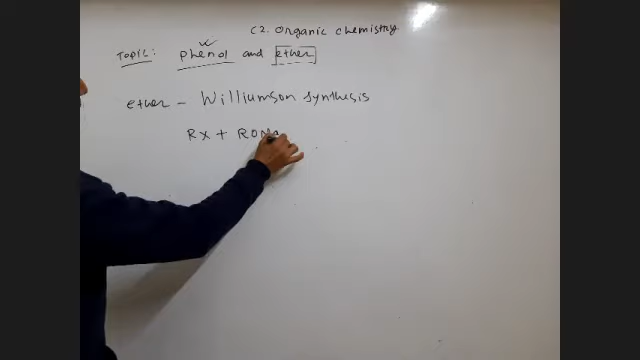 C2. Organic chemistry
Topic: phenol and ether
ether – Williumson synthesis
RX + RONa